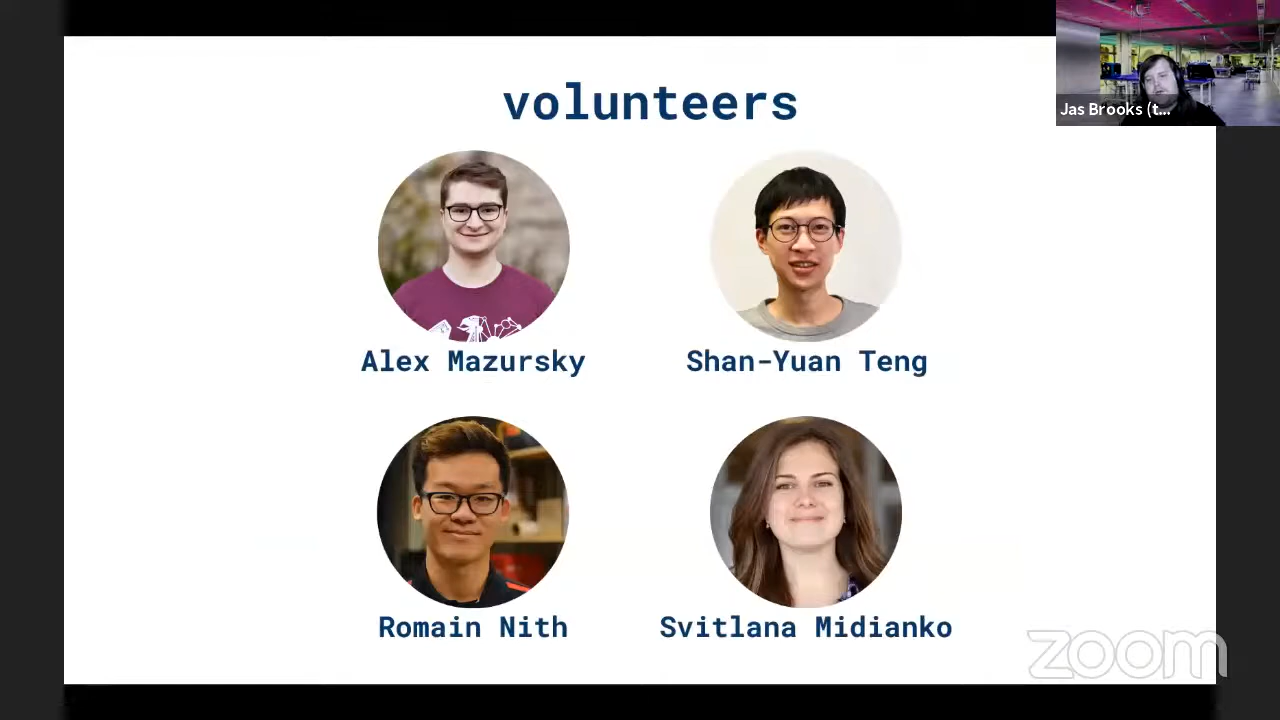 volunteers
Jas Brooks (t...
Alex Mazursky
Shan-Yuan Teng
Romain Nith
Svitlana Midianko
zoom